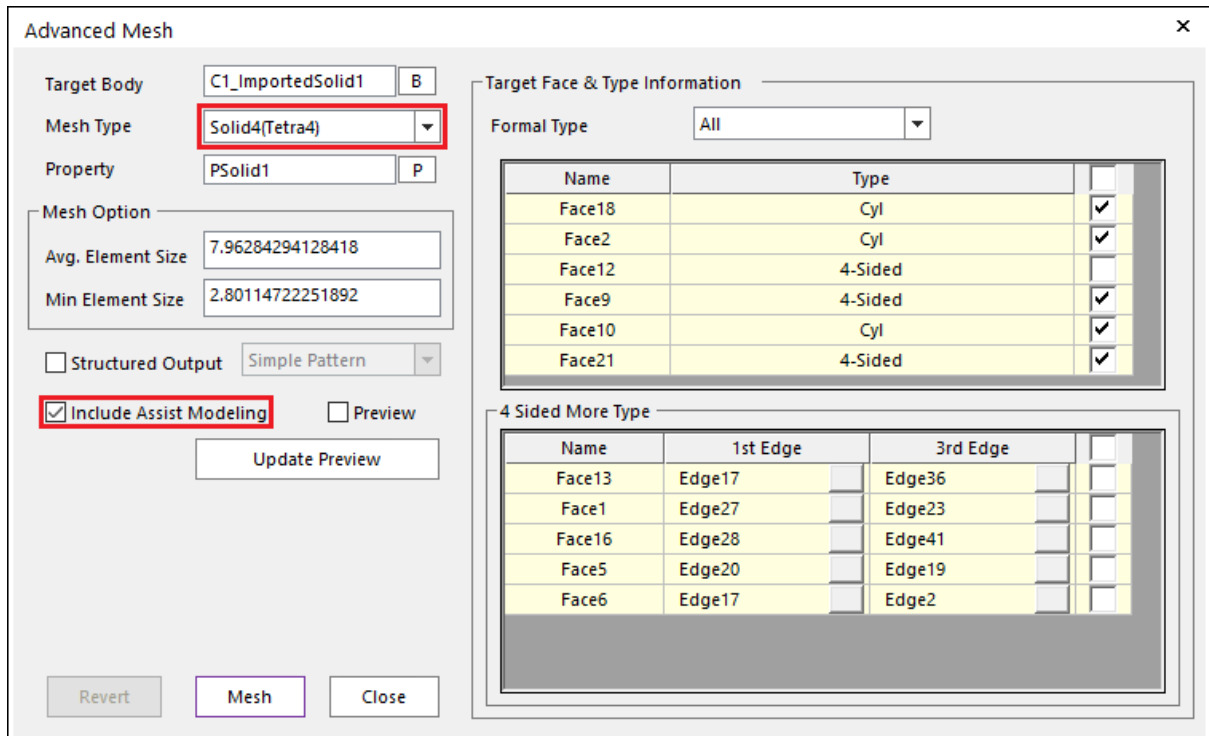 Advanced Mesh
Target Body C1_ImportedSolid1 B
Mesh Type Solid4(Tetra4)
Property PSolid1 P
Mesh Option
Avg. Element Size 7.96284294128418
Min Element Size 2.80114722251892
Structured Output Simple Pattern
Include Assist Modeling Preview
Update Preview
Revert Mesh Close
Target Face & Type Information
Formal Type All
Name Type
Face18 Cyl
Face2 Cyl
Face12 4-Sided
Face9 4-Sided
Face10 Cyl
Face21 4-Sided
4 Sided More Type
Name 1st Edge 3rd Edge
Face13 Edge17 Edge36
Face1 Edge27 Edge23
Face16 Edge28 Edge41
Face5 Edge20 Edge19
Face6 Edge17 Edge2